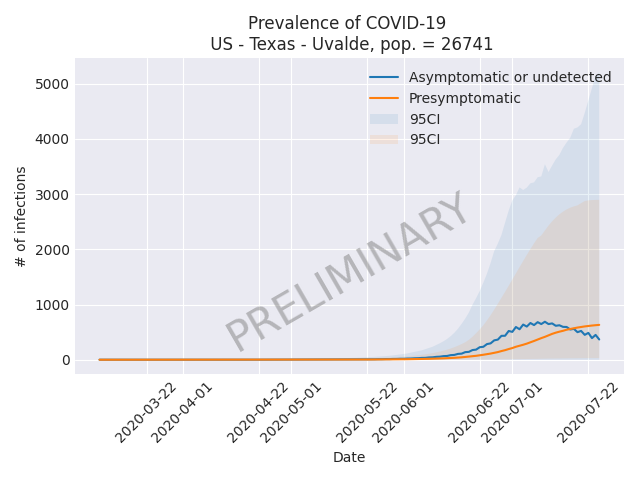 Prevalence of COVID-19
US - Texas - Uvalde, pop. = 26741
Asymptomatic or undetected
Presymptomatic
95CI
95CI
5000
4000
3000
2000
1000
0
# of infections
PRELIMINARY
2020-03-22
2020-04-01
2020-04-22
2020-05-01
2020-05-22
2020-06-01
2020-06-22
2020-07-01
2020-07-22
Date